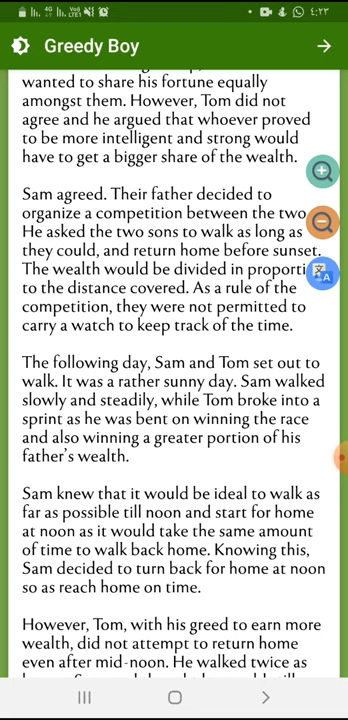 4G
Vo))
LTE1
٤:٢٣
Greedy Boy
wanted to share his fortune equally
amongst them. However, Tom did not
agree and he argued that whoever proved
to be more intelligent and strong would
have to get a bigger share of the wealth.
Sam agreed. Their father decided to
organize a competition between the two
He asked the two sons to walk as long as
they could, and return home before sunset.
The wealth would be divided in proporti
to the distance covered. As a rule of the
competition, they were not permitted to
carry a watch to keep track of the time.
The following day, Sam and Tom set out to
walk. It was a rather sunny day. Sam walked
slowly and steadily, while Tom broke into a
sprint as he was bent on winning the race
and also winning a greater portion of his
father's wealth.
Sam knew that it would be ideal to walk as
far as possible till noon and start for home
at noon as it would take the same amount
of time to walk back home. Knowing this,
Sam decided to turn back for home at noon
so as reach home on time.
However, Tom, with his greed to earn more
wealth, did not attempt to return home
even after mid-noon. He walked twice as